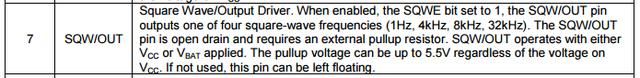 Square Wave/Output Driver. When enabled, the SQWE bit set to 1, the SQW/OUT pin
outputs one of four square-wave frequencies (1Hz, 4kHz, 8kHz, 32kHz). The SQW/OUT
7 SQW/OUT pin is open drain and requires an external pullup resistor. SQW/OUT operates with either
VCC or VBAT applied. The pullup voltage can be up to 5.5V regardless of the voltage on
VCC. If not used, this pin can be left floating.